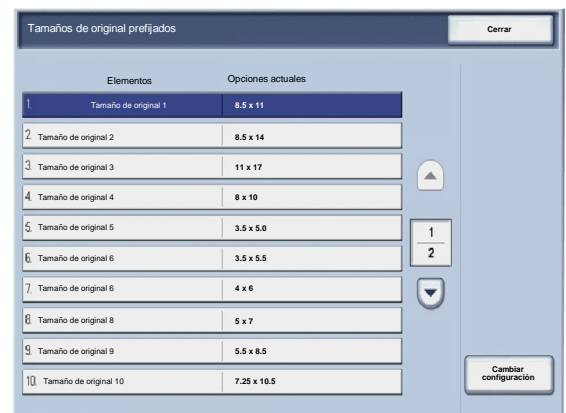 Tamaños de original prefijados
Cerrar
Elementos Opciones actuales
1. Tamaño de original 1 8.5 x 11
2. Tamaño de original 2 8.5 x 14
3. Tamaño de original 3 11 x 17
4. Tamaño de original 4 8 x 10
5. Tamaño de original 5 3.5 x 5.0
6. Tamaño de original 6 3.5 x 5.5
7. Tamaño de original 6 4 x 6
8. Tamaño de original 8 5 x 7
9. Tamaño de original 9 5.5 x 8.5
10. Tamaño de original 10 7.25 x 10.5
1
2
Cambiar
configuración